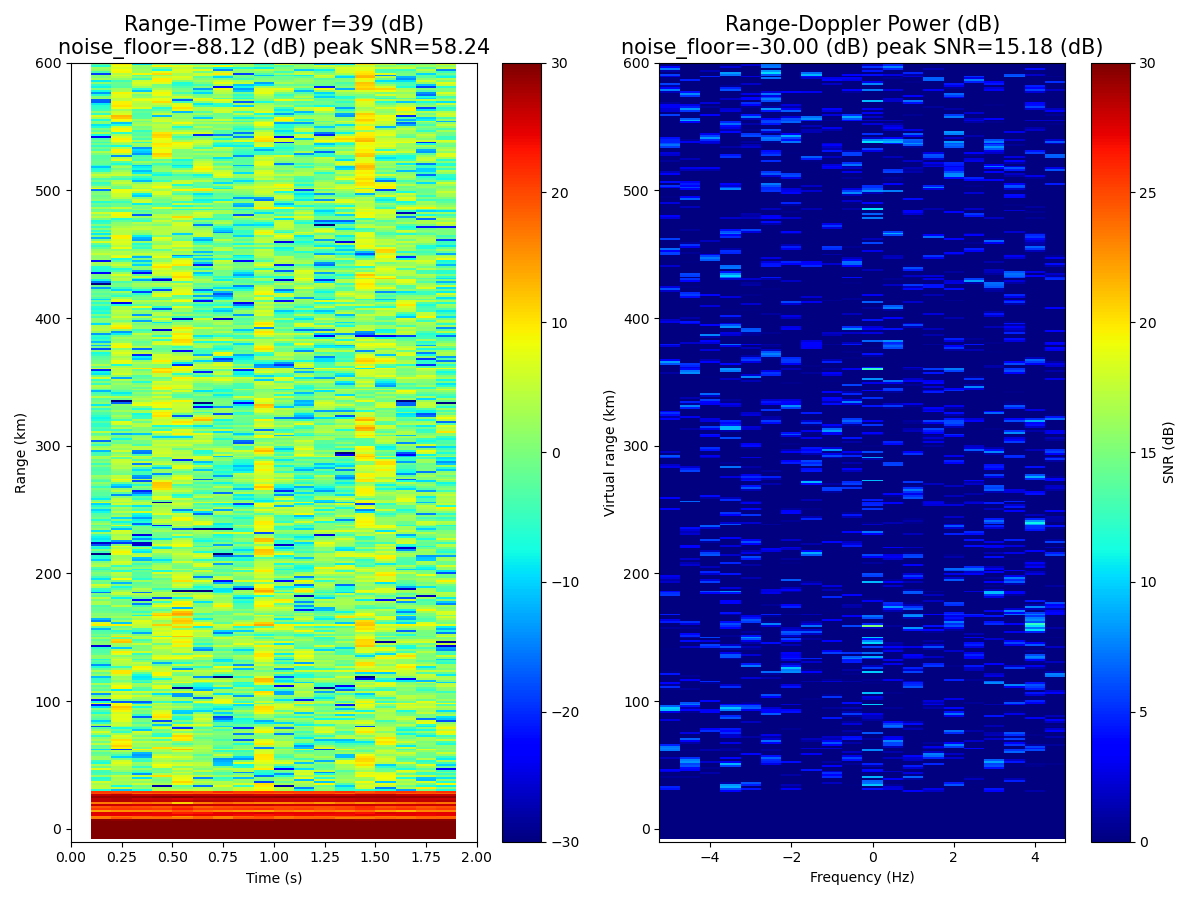 Range-Time Power f=39 (dB)
noise_floor=-88.12 (dB) peak SNR=58.24
Range (km)
600
500
400
300
200
100
0
0.00 0.25 0.50 0.75 1.00 1.25 1.50 1.75 2.00
Time (s)
30
20
10
0
−10
−20
−30
Range-Doppler Power (dB)
noise_floor=-30.00 (dB) peak SNR=15.18 (dB)
Virtual range (km)
600
500
400
300
200
100
0
−4 −2 0 2 4
Frequency (Hz)
30
25
20
15
10
5
0
SNR (dB)